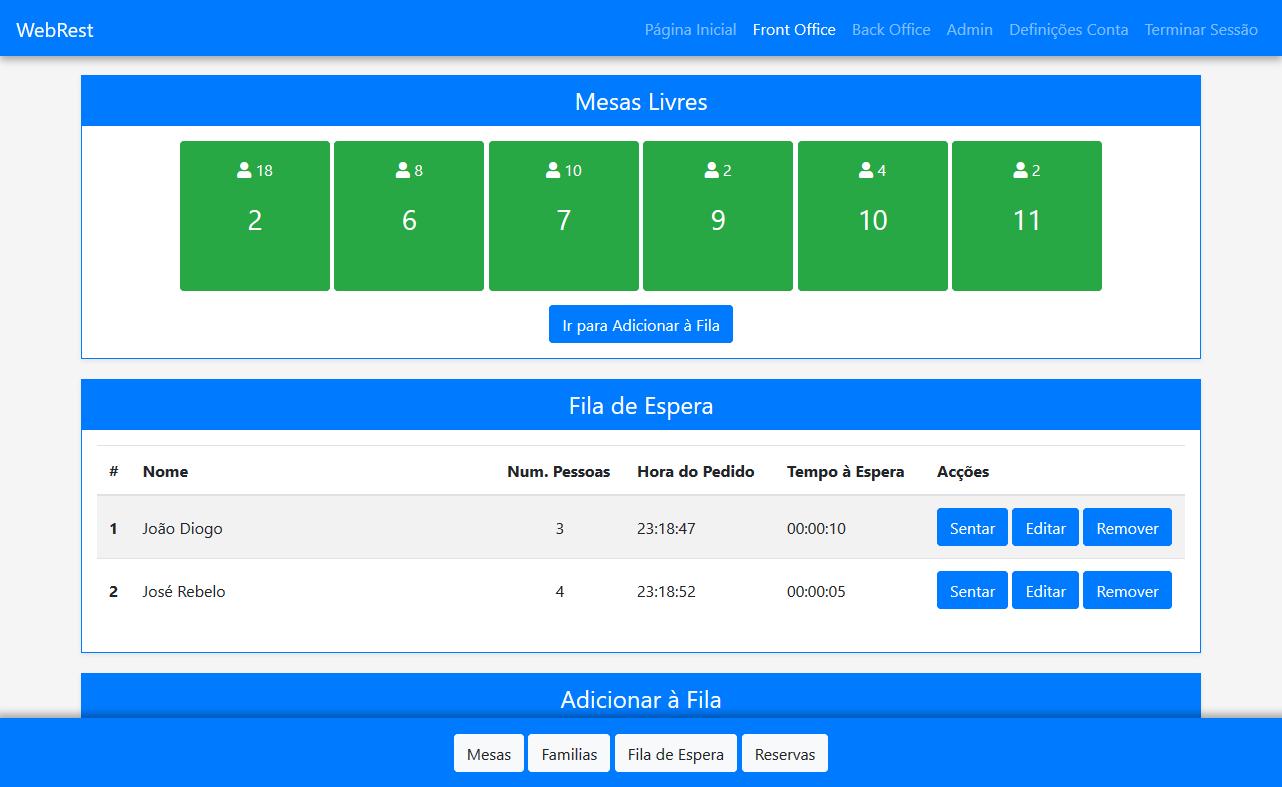 WebRest Página Inicial Front Office Back Office Admin Definições Conta Terminar Sessão
Mesas Livres
18 8 10 2 4 2
2 6 7 9 10 11
Ir para Adicionar à Fila
Fila de Espera
# Nome Num. Pessoas Hora do Pedido Tempo à Espera Acções
1 João Diogo 3 23:18:47 00:00:10 Sentar Editar Remover
2 José Rebelo 4 23:18:52 00:00:05 Sentar Editar Remover
Adicionar à Fila
Mesas Familias Fila de Espera Reservas